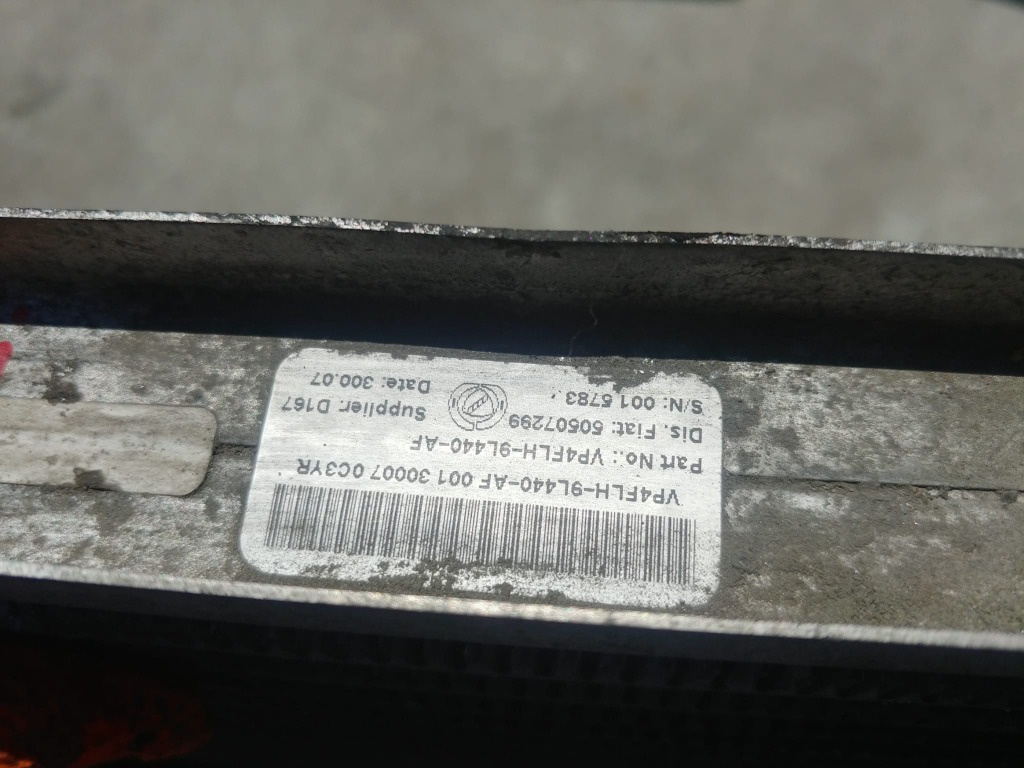 VP4FLH-9L440-AF 001 30007 0C3YR
Part No.: VP4FLH-9L440-AF
Dis. Fiat: 50507299
Supplier: D167
S/N: 001 5783
Date: 300.07